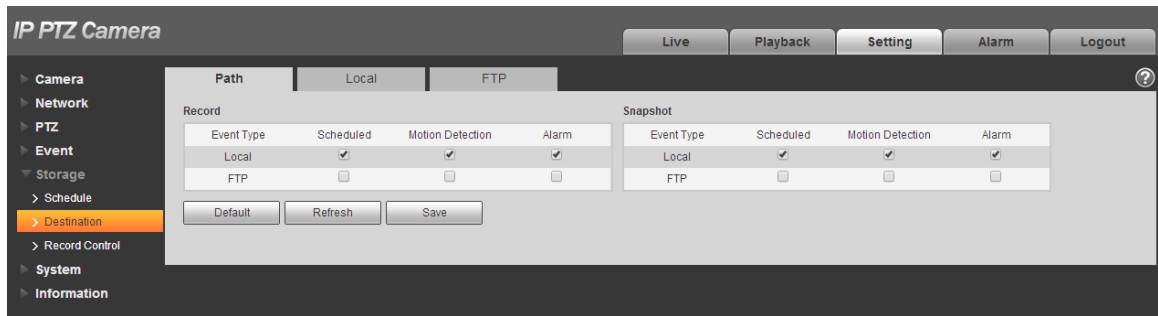 IP PTZ Camera
Live Playback Setting Alarm Logout
Camera
Network
PTZ
Event
Storage
Schedule
Destination
Record Control
System
Information
Path Local FTP
?
Record
Event Type Scheduled Motion Detection Alarm
Local
FTP
Default Refresh Save
Snapshot
Event Type Scheduled Motion Detection Alarm
Local
FTP